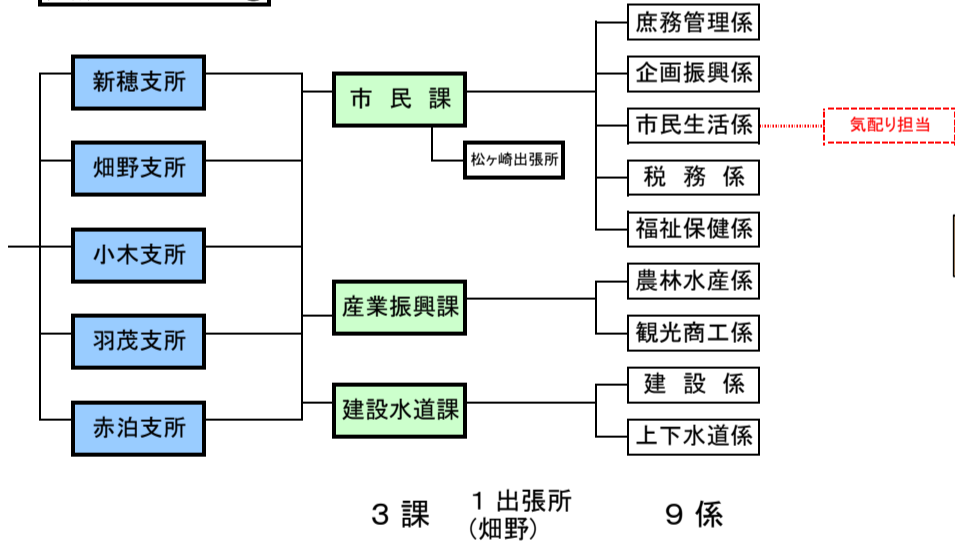 新穂支所
畑野支所
小木支所
羽茂支所
赤泊支所
市民課
松ヶ崎出張所
産業振興課
建設水道課
庶務管理係
企画振興係
市民生活係
気配り担当
税務係
福祉保健係
農林水産係
観光商工係
建設係
上下水道係
3課
1出張所
(畑野)
9係